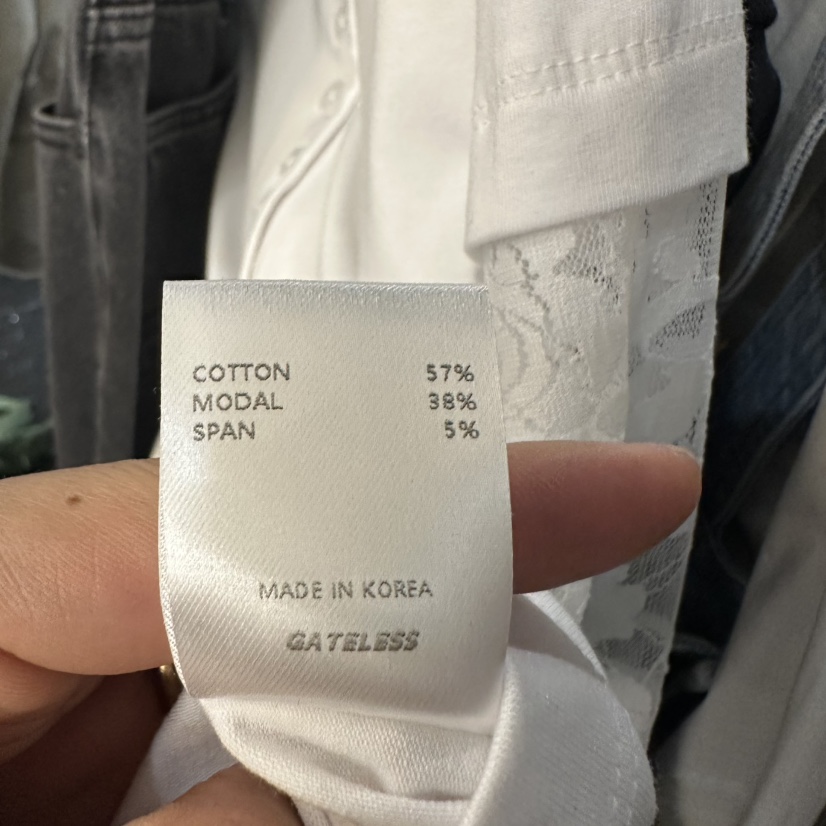 COTTON 57%
MODAL 38%
SPAN 5%
MADE IN KOREA
GATELESS